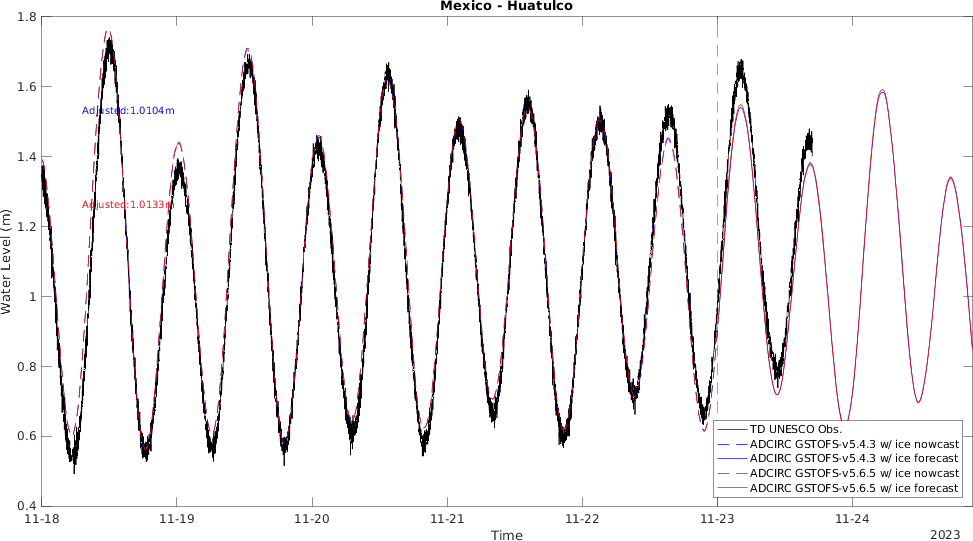 Mexico - Huatulco
1.8
1.6
1.4
1.2
1
0.8
0.6
0.4
Water Level (m)
Adjusted:1.0104m
Adjusted:1.0133m
TD UNESCO Obs.
ADCIRC GSTOFS-v5.4.3 w/ ice nowcast
ADCIRC GSTOFS-v5.4.3 w/ ice forecast
ADCIRC GSTOFS-v5.6.5 w/ ice nowcast
ADCIRC GSTOFS-v5.6.5 w/ ice forecast
11-18 11-19 11-20 11-21 11-22 11-23 11-24
Time
2023